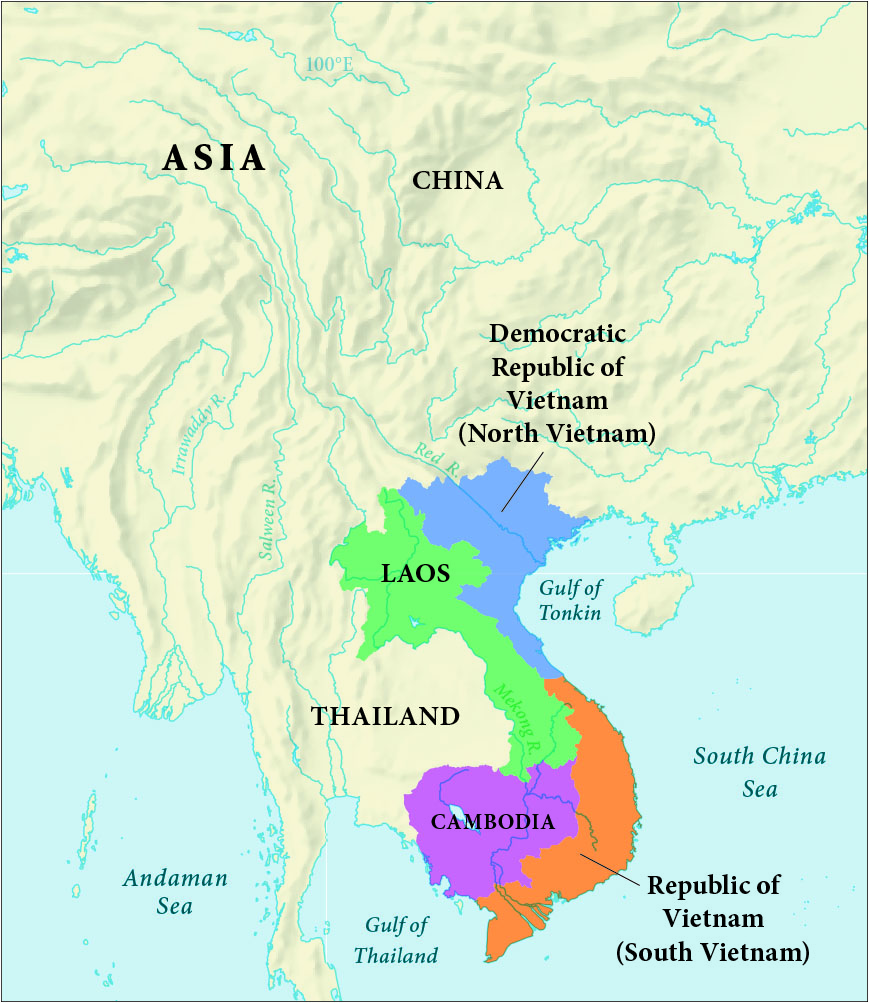 100°E
ASIA
CHINA
Democratic
Republic of
Vietnam
(North Vietnam)
Irrawaddy R.
Red R.
Salween R.
LAOS
Gulf of
Tonkin
Mekong R.
THAILAND
South China
Sea
CAMBODIA
Andaman
Sea
Republic of
Vietnam
(South Vietnam)
Gulf of
Thailand